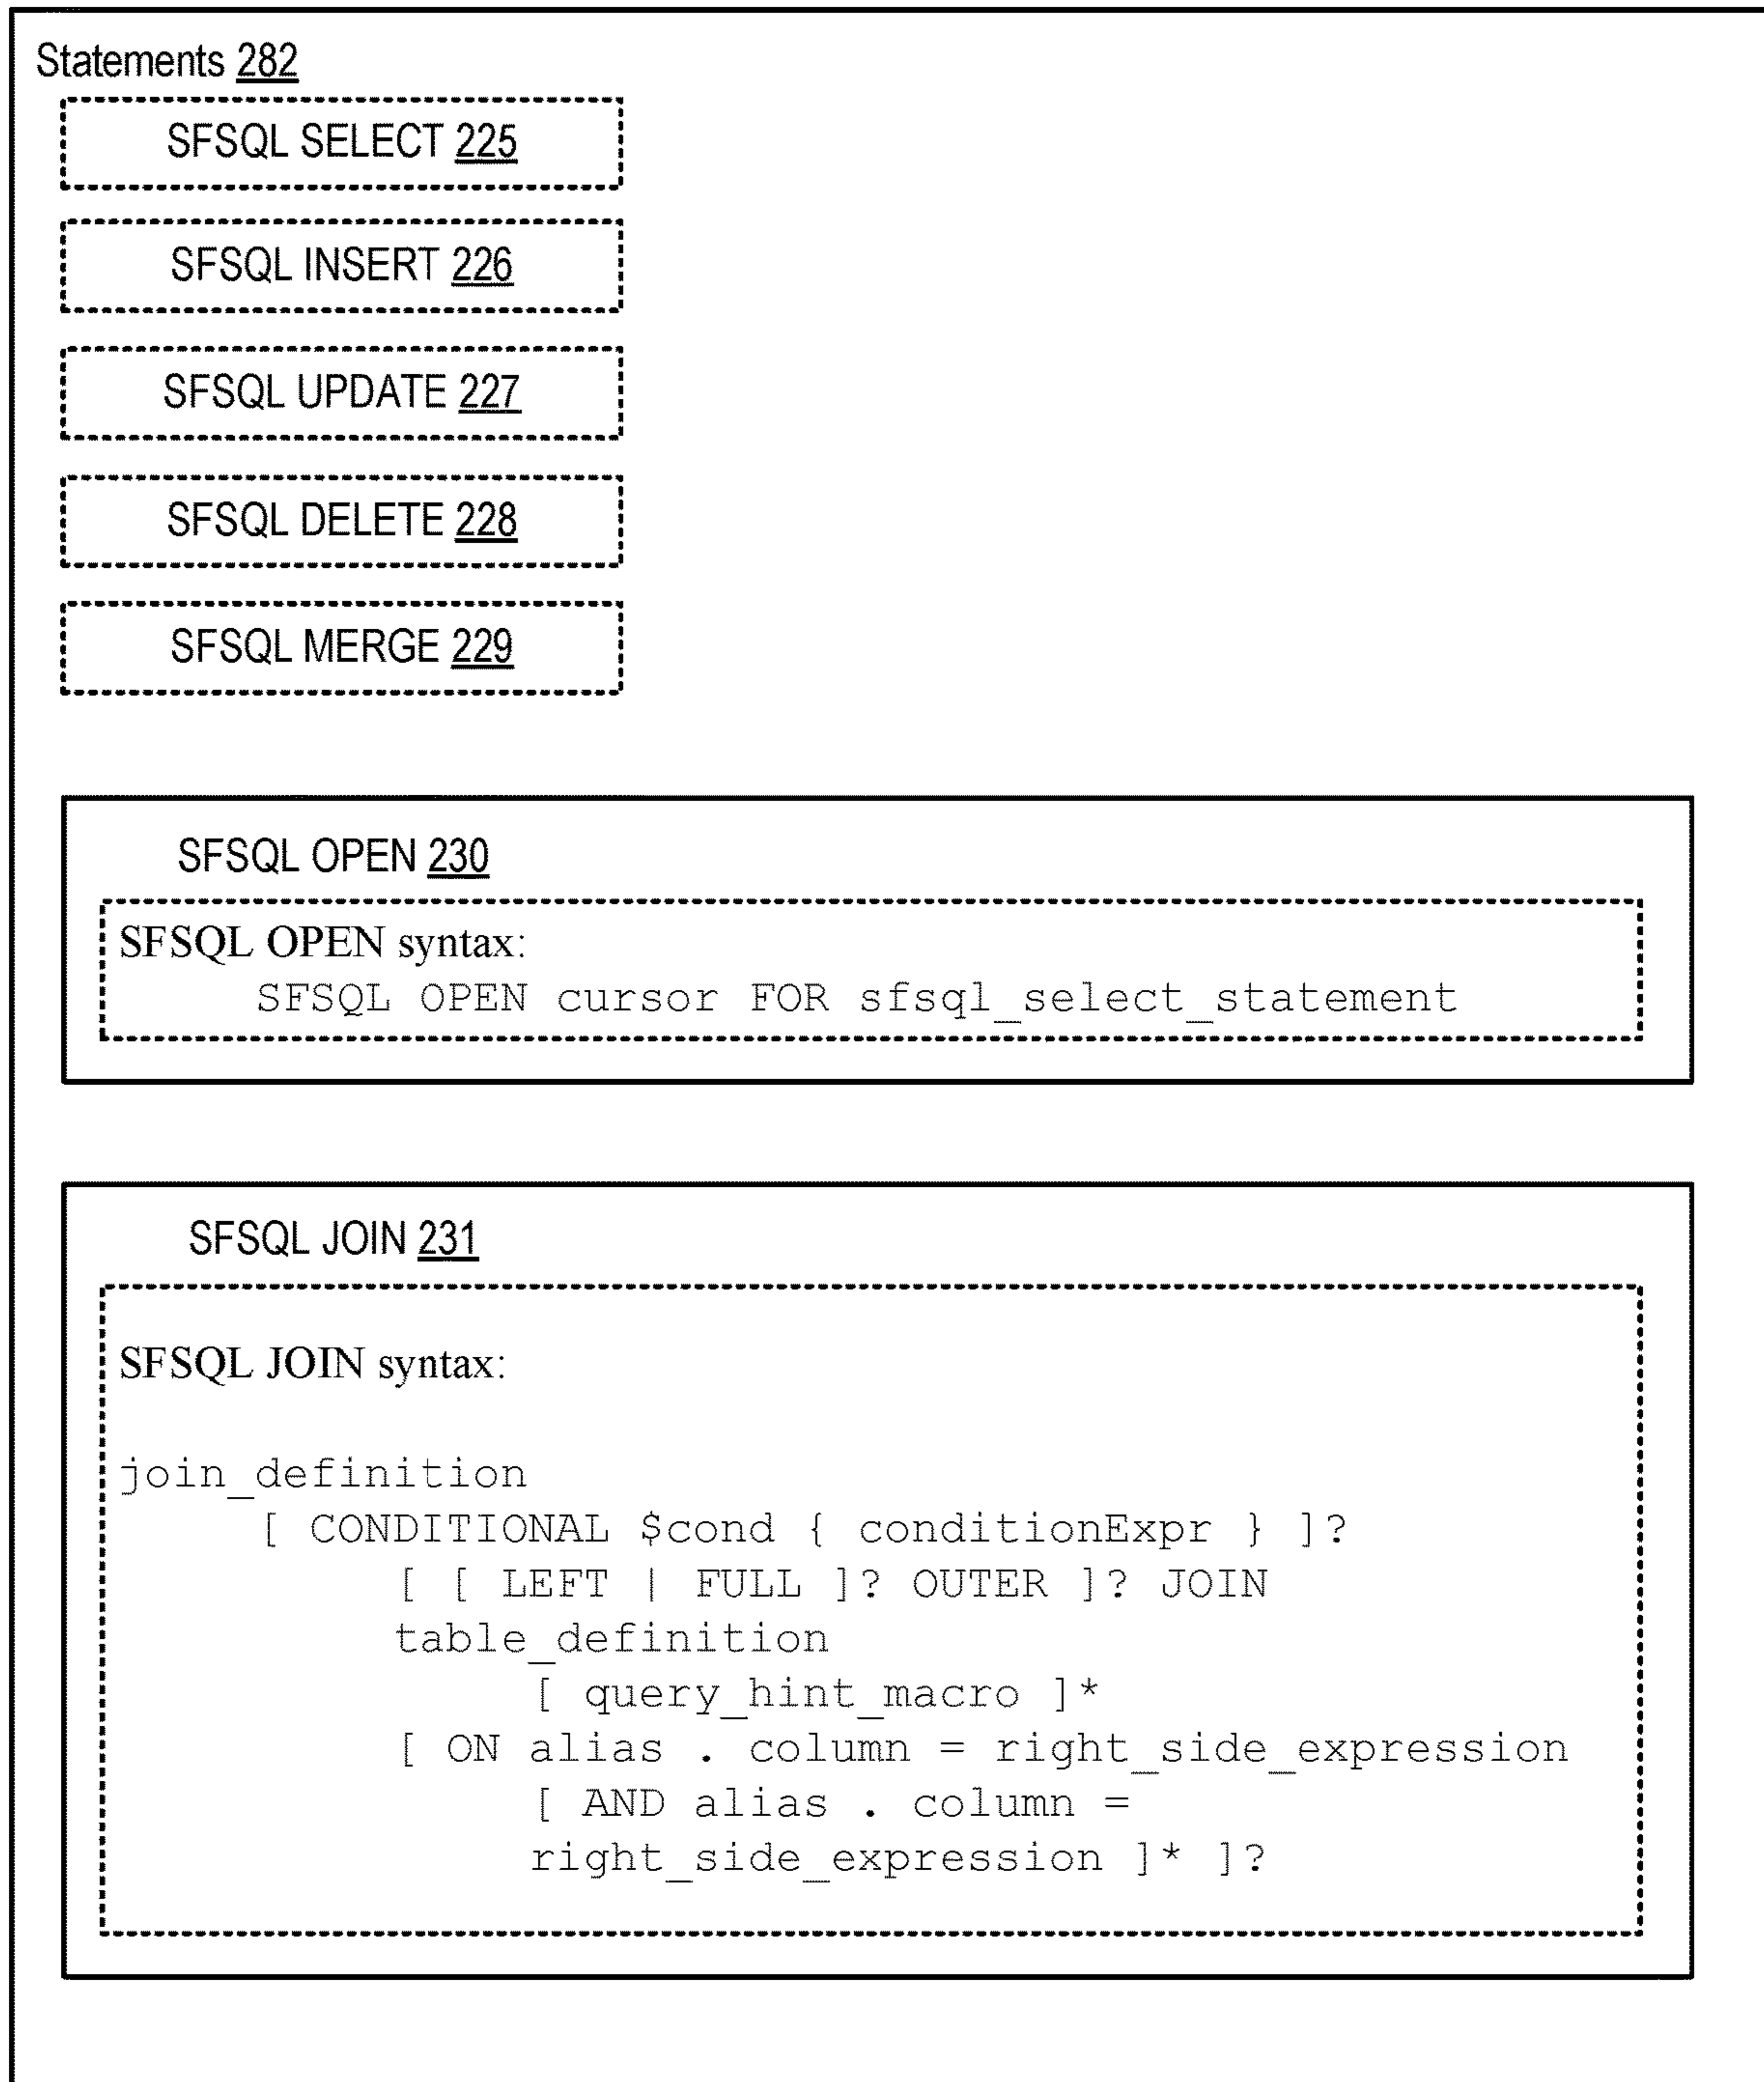 Statements 282
SFSQL SELECT 225
SFSQL INSERT 226
SFSQL UPDATE 227
SFSQL DELETE 228
SFSQL MERGE 229
SFSQL OPEN 230
SFSQL OPEN syntax:
SFSQL OPEN cursor FOR sfsql_select_statement
SFSQL JOIN 231
SFSQL JOIN syntax:
join_definition
[ CONDITIONAL $cond { conditionExpr } ]?
[ [ LEFT | FULL ]? OUTER ]? JOIN
table_definition
[ query_hint_macro ]*
[ ON alias . column = right_side_expression
[ AND alias . column =
right_side_expression ]* ]?